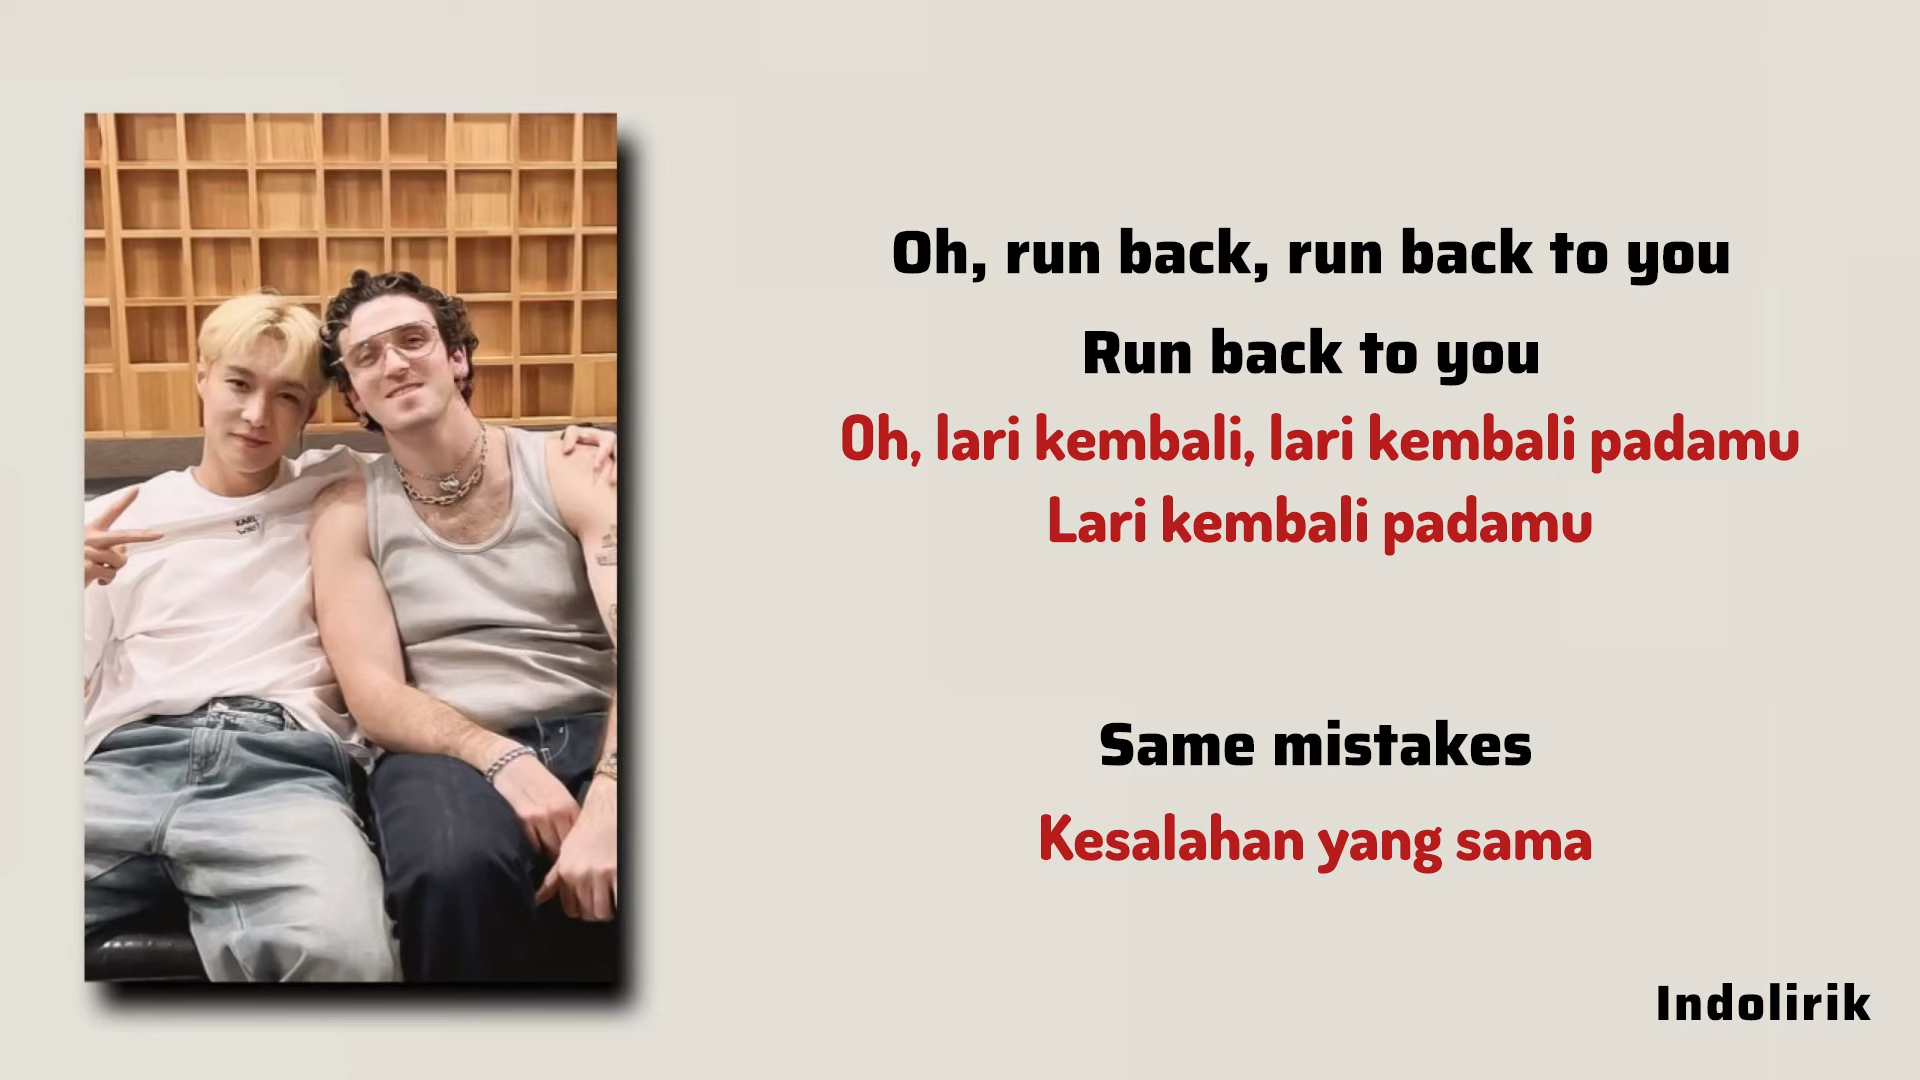 Oh, run back, run back to you
Run back to you
Oh, lari kembali, lari kembali padamu
Lari kembali padamu
Same mistakes
Kesalahan yang sama
Indolirik
KARL